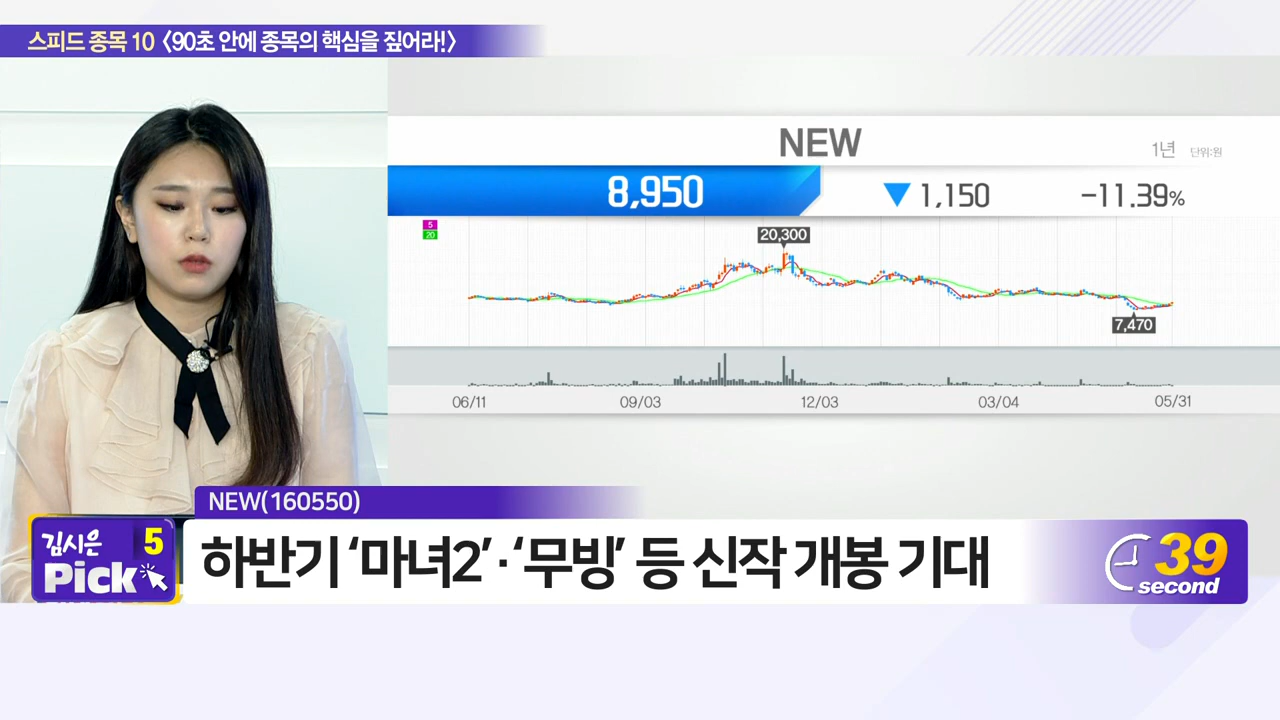 스피드 종목 10 <90초 안에 종목의 핵심을 짚어라!>
NEW
1년 단위:원
8,950 ▼ 1,150 -11.39%
5
20
20,300
7,470
06/11 09/03 12/03 03/04 05/31
NEW(160550)
김시은 5
Pick
하반기 ‘마녀2’·‘무빙’ 등 신작 개봉 기대
39
second